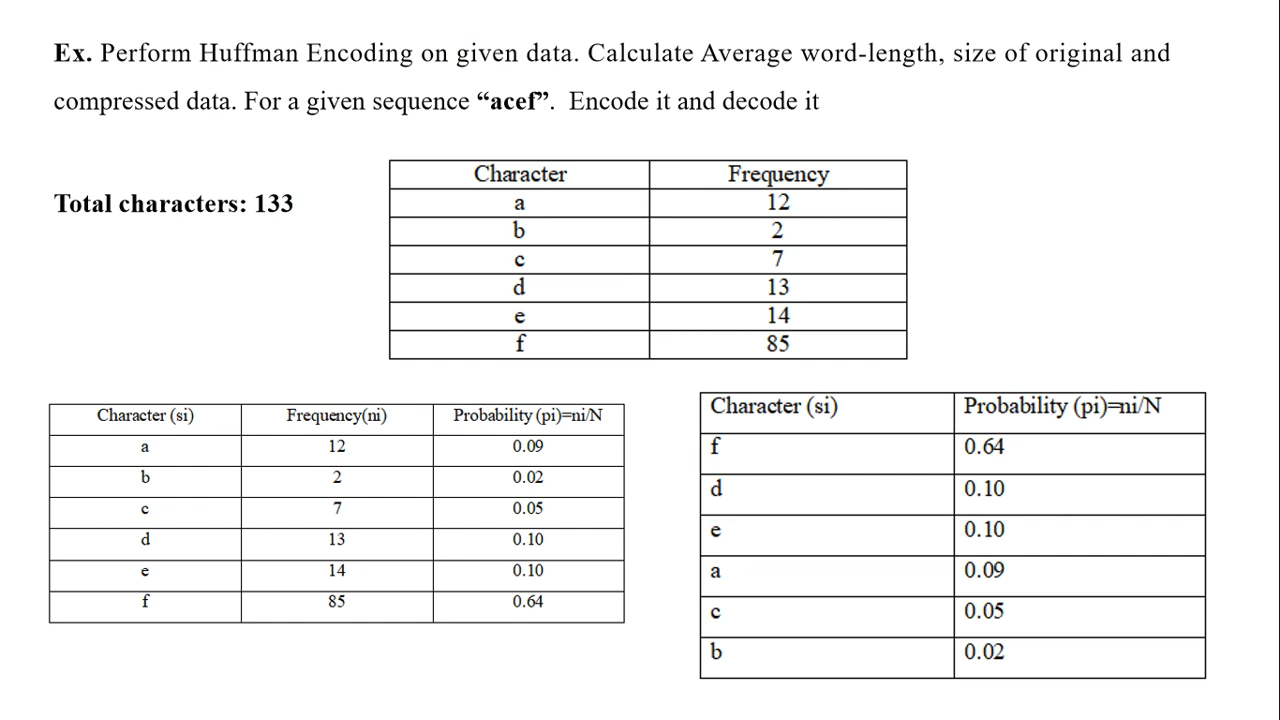 Ex. Perform Huffman Encoding on given data. Calculate Average word-length, size of original and
compressed data. For a given sequence “acef”. Encode it and decode it
Total characters: 133
Character Frequency
a 12
b 2
c 7
d 13
e 14
f 85
Character (si) Frequency(ni) Probability (pi)=ni/N
a 12 0.09
b 2 0.02
c 7 0.05
d 13 0.10
e 14 0.10
f 85 0.64
Character (si) Probability (pi)=ni/N
f 0.64
d 0.10
e 0.10
a 0.09
c 0.05
b 0.02